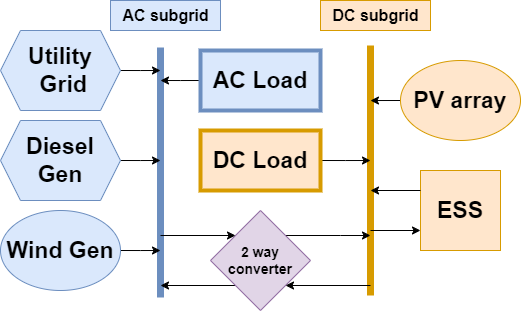 AC subgrid
DC subgrid
Utility
Grid
AC Load
PV array
Diesel
Gen
DC Load
ESS
Wind Gen
2 way
converter